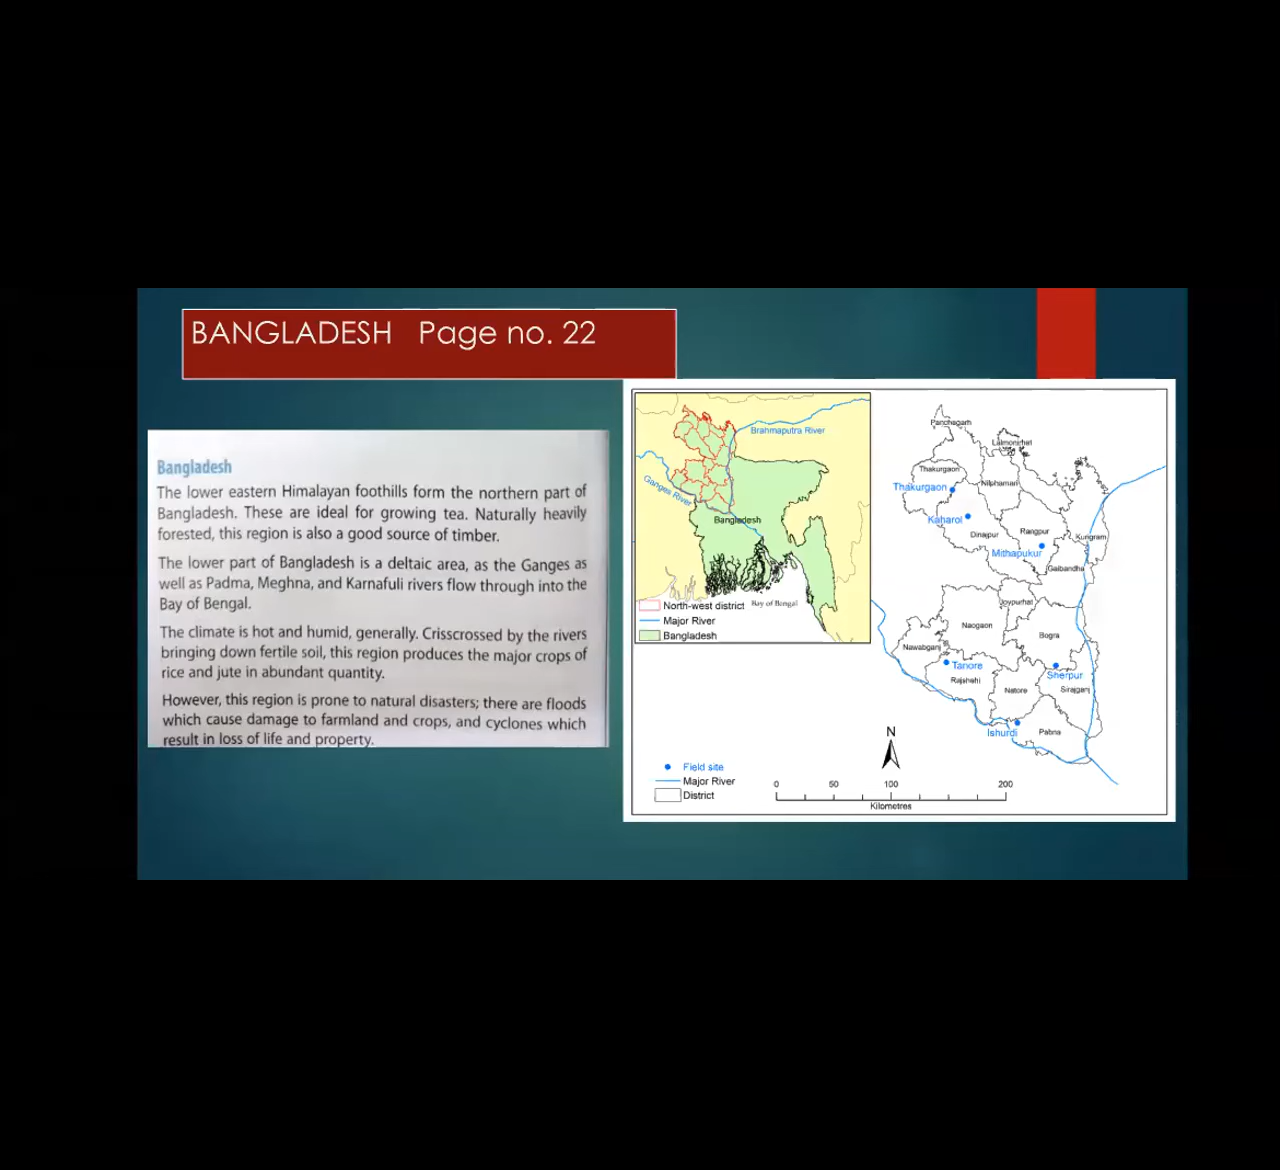 BANGLADESH Page no. 22
Bangladesh
The lower eastern Himalayan foothills form the northern part of
Bangladesh. These are ideal for growing tea. Naturally heavily
forested, this region is also a good source of timber.
The lower part of Bangladesh is a deltaic area, as the Ganges as
well as Padma, Meghna, and Karnafuli rivers flow through into the
Bay of Bengal.
The climate is hot and humid, generally. Crisscrossed by the rivers
bringing down fertile soil, this region produces the major crops of
rice and jute in abundant quantity.
However, this region is prone to natural disasters; there are floods
which cause damage to farmland and crops, and cyclones which
result in loss of life and property.
Brahmaputra River
Ganges River
Bangladesh
Bay of Bengal
North-west district
Major River
Bangladesh
Panchagarh
Lalmonirhat
Thakurgaon
Thakurgaon
Nilphamari
Kaharol
Dinajpur
Rangpur
Kurigram
Mithapukur
Gaibandha
Joypurhat
Naogaon
Bogra
Nawabganj
Tanore
Rajshahi
Sherpur
Natore
Sirajganj
Ishurdi
Pabna
N
Field site
Major River
District
0 50 100 200
Kilometres